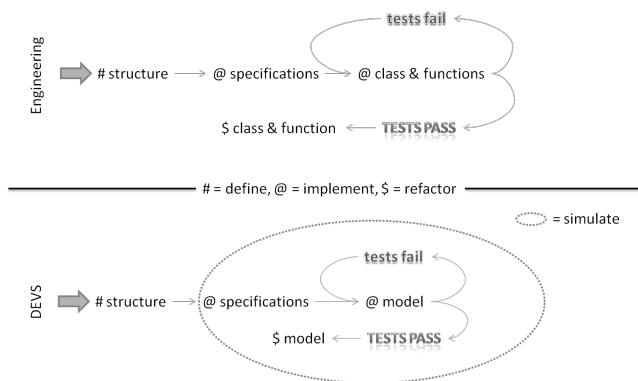 tests fail
Engineering
# structure
@ specifications
@ class & functions
$ class & function
TESTS PASS
# = define, @ = implement, $ = refactor
= simulate
tests fail
DEVS
# structure
@ specifications
@ model
$ model
TESTS PASS